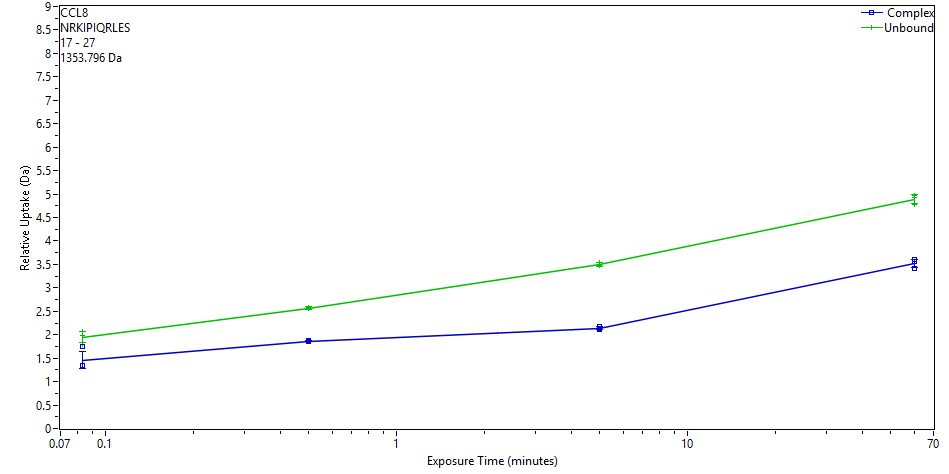 CCL8
NRKIPIQRLES
17 - 27
1353.796 Da
Complex
Unbound
9
8.5
8
7.5
7
6.5
6
5.5
5
4.5
4
3.5
3
2.5
2
1.5
1
0.5
0
Relative Uptake (Da)
0.07 0.1 1 10 70
Exposure Time (minutes)